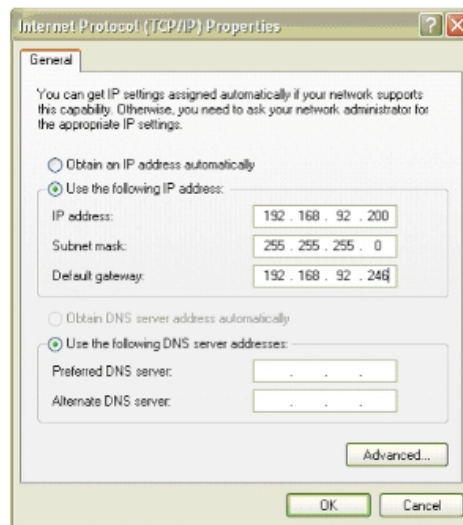 Internet Protocol (TCP/IP) Properties
General
You can get IP settings assigned automatically if your network supports
this capability. Otherwise, you need to ask your network administrator for
the appropriate IP settings.
Obtain an IP address automatically
Use the following IP address:
IP address: 192 . 168 . 92 . 200
Subnet mask: 255 . 255 . 255 . 0
Default gateway: 192 . 168 . 92 . 246
Obtain DNS server address automatically
Use the following DNS server addresses:
Preferred DNS server: . . .
Alternate DNS server: . . .
Advanced...
OK Cancel